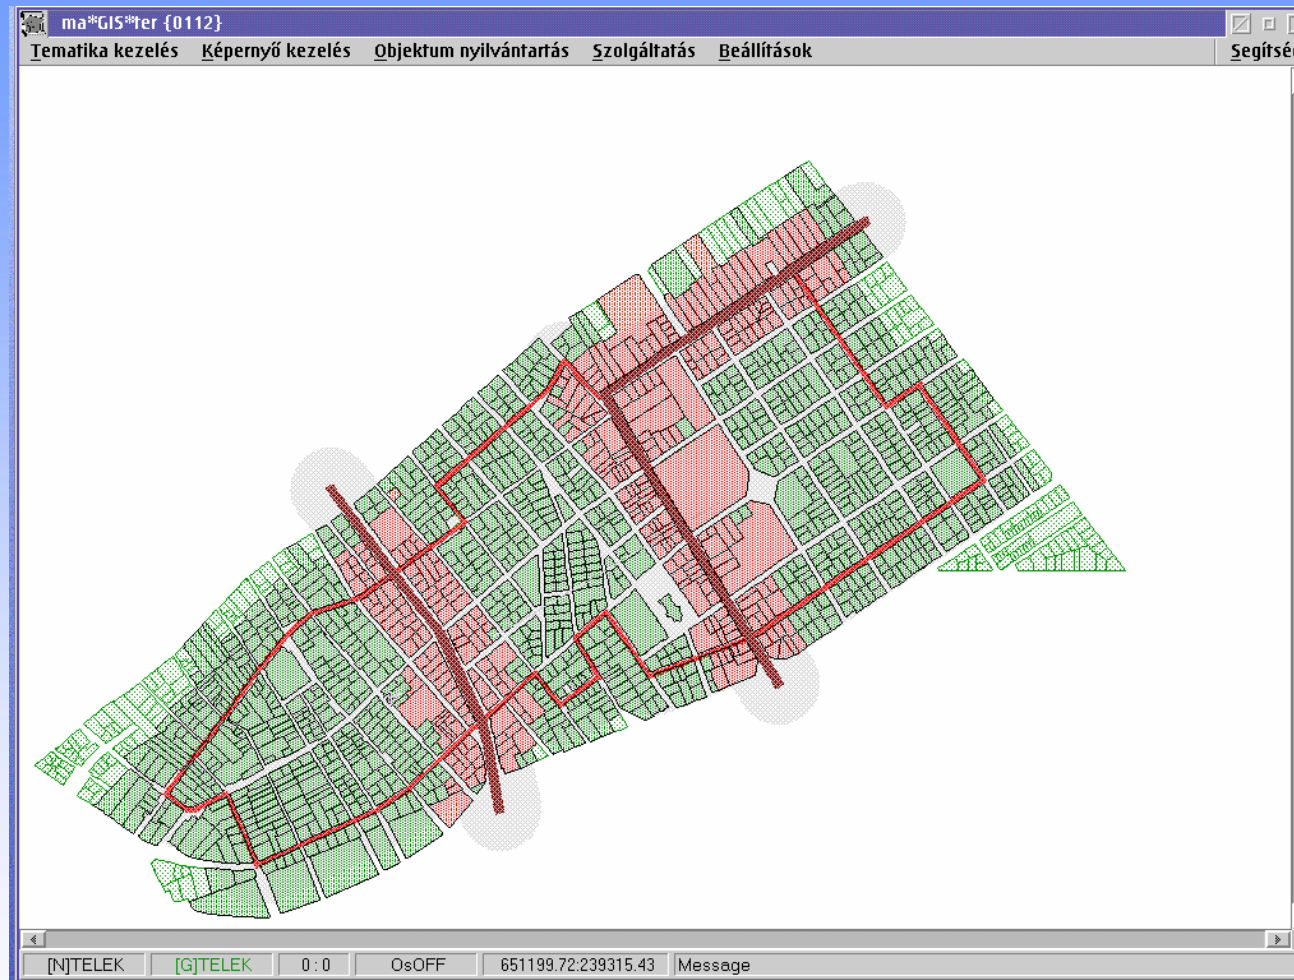 ma*GIS*ter {0112}
Tematika kezelés Képernyő kezelés Objektum nyilvántartás Szolgáltatás Beállítások Segítsé
[N]TELEK [G]TELEK 0 : 0 OsOFF 651199.72:239315.43 Message